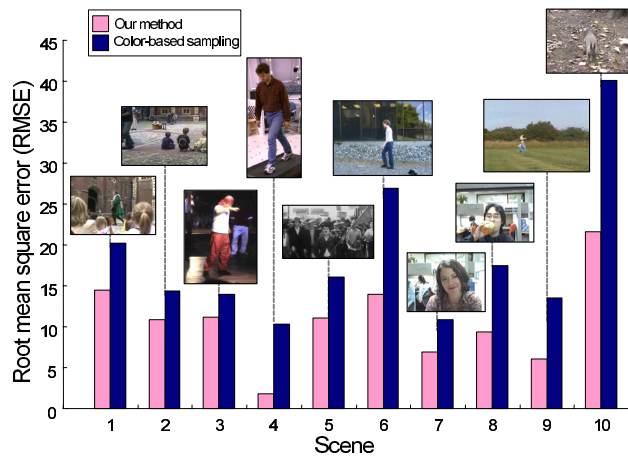 Our method
Color-based sampling
Root mean square error (RMSE)
45
40
35
30
25
20
15
10
5
0
1 2 3 4 5 6 7 8 9 10
Scene